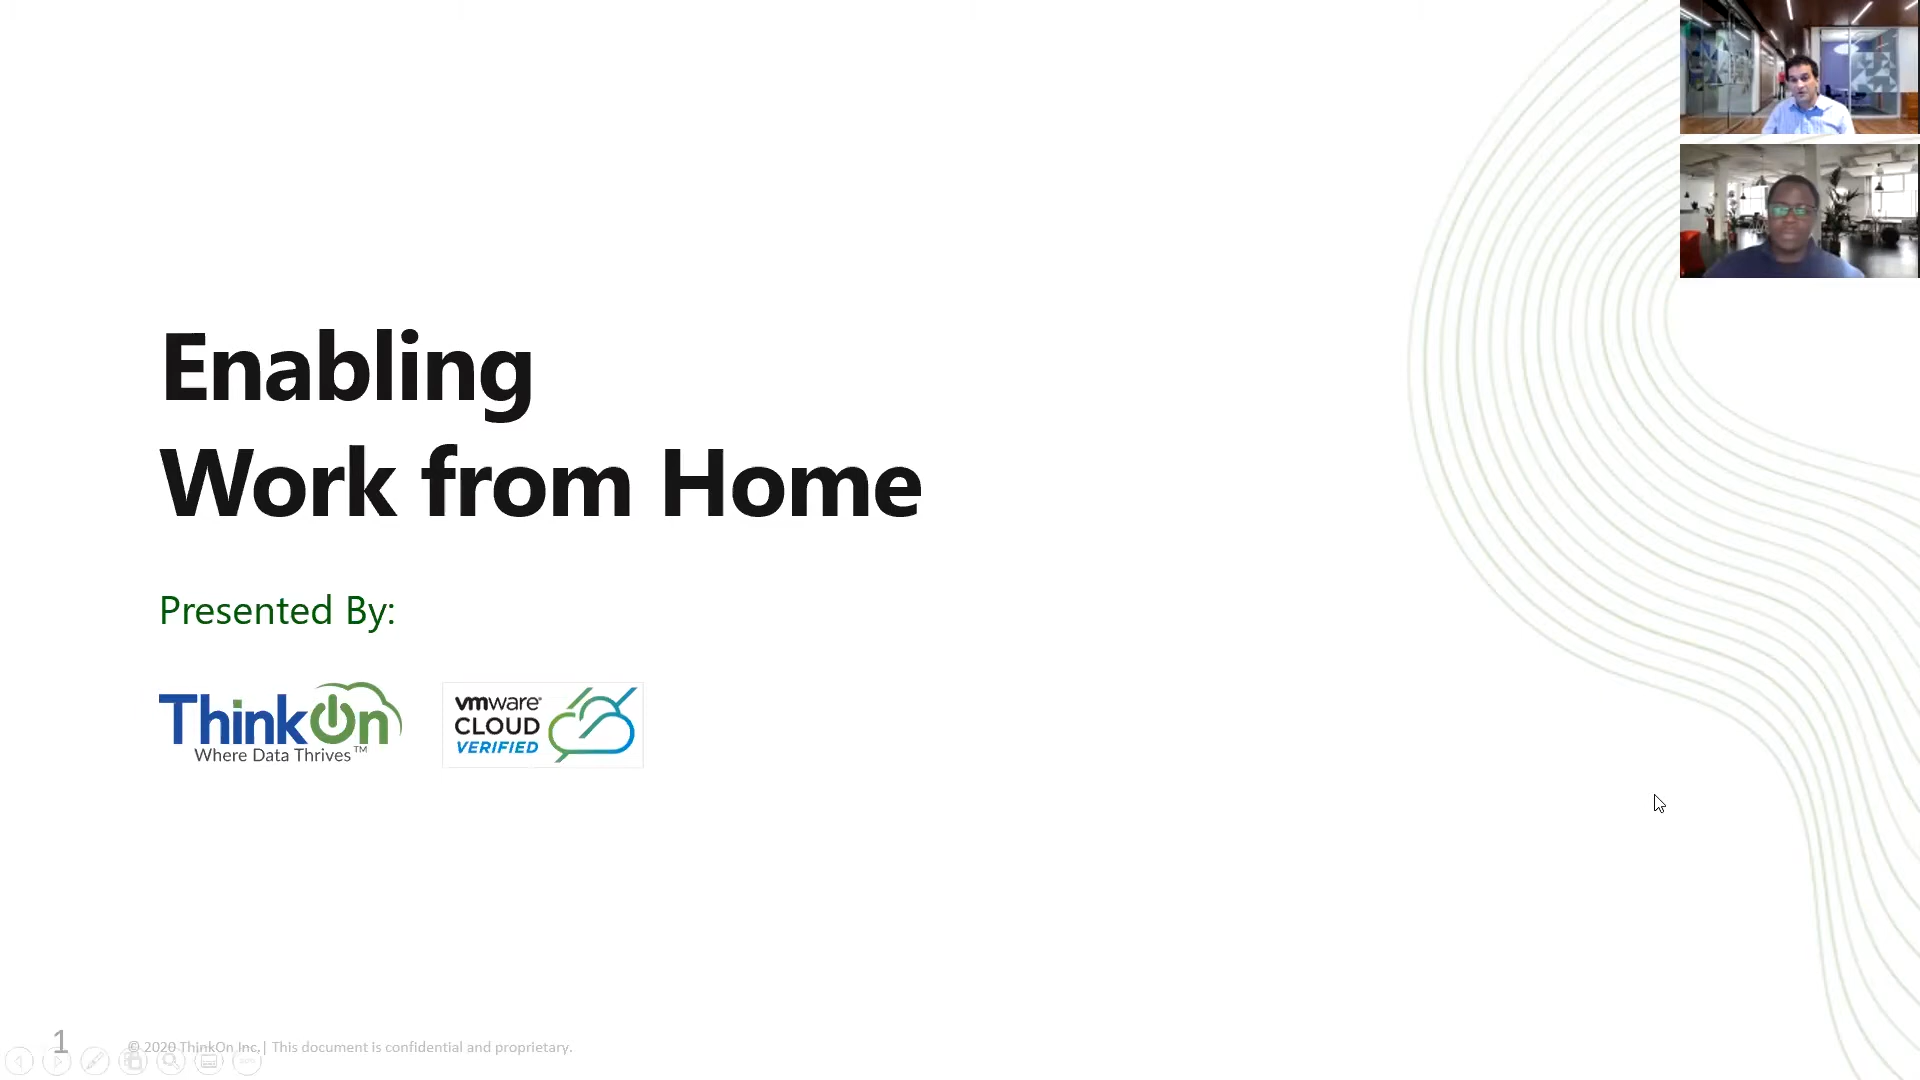 Enabling
Work from Home
Presented By:
ThinkOn
Where Data Thrives™
vmware®
CLOUD
VERIFIED
1
© 2020 ThinkOn Inc.| This document is confidential and proprietary.